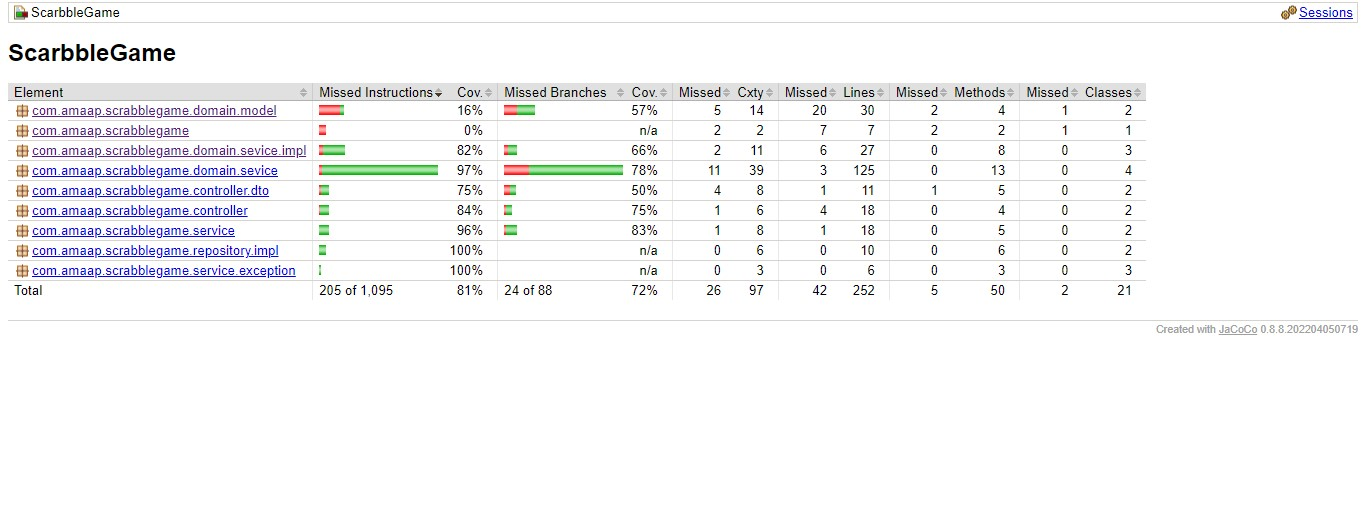 ScarbbleGame Sessions
ScarbbleGame
Element Missed Instructions Cov. Missed Branches Cov. Missed Cxty Missed Lines Missed Methods Missed Classes
com.amaap.scrabblegame.domain.model 16% 57% 5 14 20 30 2 4 1 2
com.amaap.scrabblegame 0% n/a 2 2 7 7 2 2 1 1
com.amaap.scrabblegame.domain.sevice.impl 82% 66% 2 11 6 27 0 8 0 3
com.amaap.scrabblegame.domain.sevice 97% 78% 11 39 3 125 0 13 0 4
com.amaap.scrabblegame.controller.dto 75% 50% 4 8 1 11 1 5 0 2
com.amaap.scrabblegame.controller 84% 75% 1 6 4 18 0 4 0 2
com.amaap.scrabblegame.service 96% 83% 1 8 1 18 0 5 0 2
com.amaap.scrabblegame.repository.impl 100% n/a 0 6 0 10 0 6 0 2
com.amaap.scrabblegame.service.exception 100% n/a 0 3 0 6 0 3 0 3
Total 205 of 1,095 81% 24 of 88 72% 26 97 42 252 5 50 2 21
Created with JaCoCo 0.8.8.202204050719